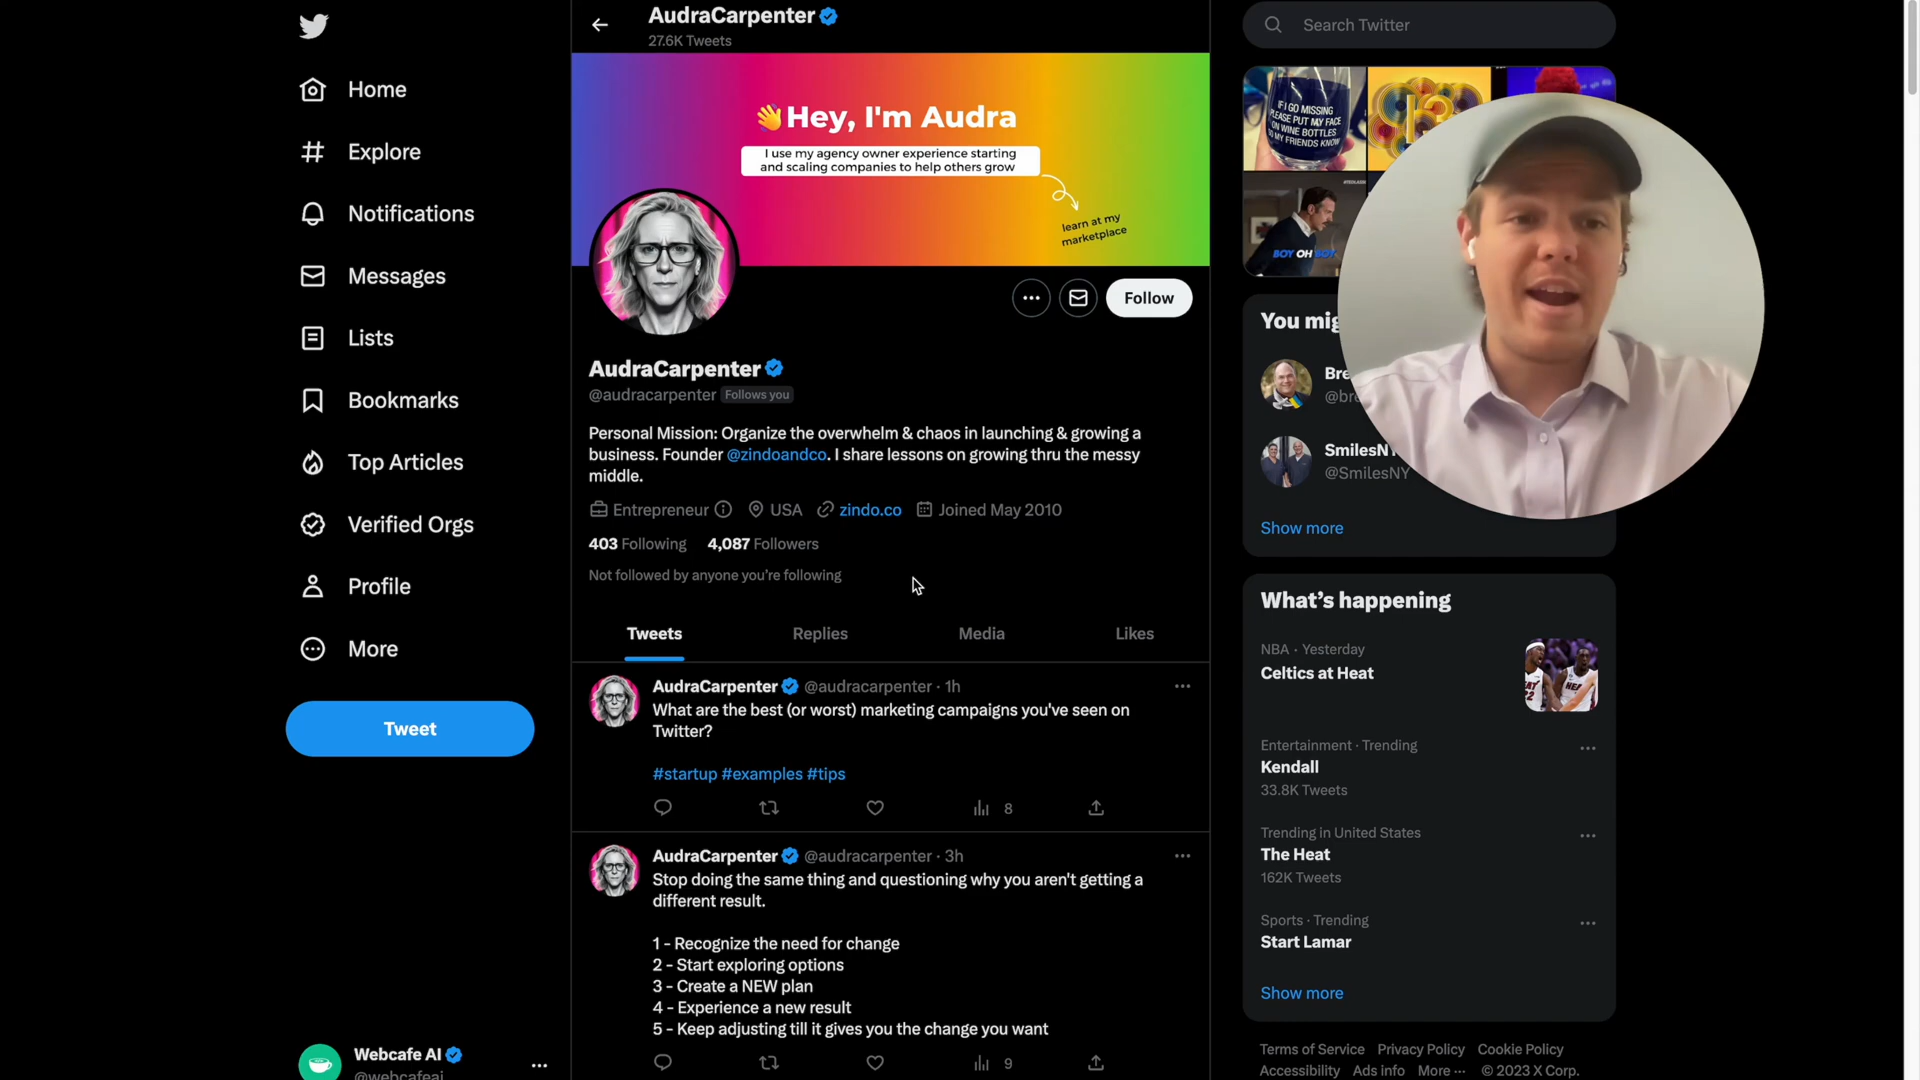 AudraCarpenter
27.6K Tweets
Search Twitter
Home
Explore
Notifications
Messages
Lists
Bookmarks
Top Articles
Verified Orgs
Profile
More
Tweet
Webcafe AI
@webcafeai
Hey, I'm Audra
I use my agency owner experience starting
and scaling companies to help others grow
learn at my
marketplace
Follow
AudraCarpenter
@audracarpenter Follows you
Personal Mission: Organize the overwhelm & chaos in launching & growing a
business. Founder @zindoandco. I share lessons on growing thru the messy
middle.
Entrepreneur USA zindo.co Joined May 2010
403 Following 4,087 Followers
Not followed by anyone you're following
Tweets Replies Media Likes
AudraCarpenter @audracarpenter · 1h
What are the best (or worst) marketing campaigns you've seen on
Twitter?
#startup #examples #tips
8
AudraCarpenter @audracarpenter · 3h
Stop doing the same thing and questioning why you aren't getting a
different result.
1 - Recognize the need for change
2 - Start exploring options
3 - Create a NEW plan
4 - Experience a new result
5 - Keep adjusting till it gives you the change you want
9
IF I GO MISSING
PLEASE PUT MY FACE
ON WINE BOTTLES
SO MY FRIENDS KNOW
13
BOY OH BOY
You mig
Bre
@bre
SmilesNY
@SmilesNY
Show more
What's happening
NBA · Yesterday
Celtics at Heat
Entertainment · Trending
Kendall
33.8K Tweets
Trending in United States
The Heat
162K Tweets
Sports · Trending
Start Lamar
Show more
Terms of Service Privacy Policy Cookie Policy
Accessibility Ads info More ··· © 2023 X Corp.